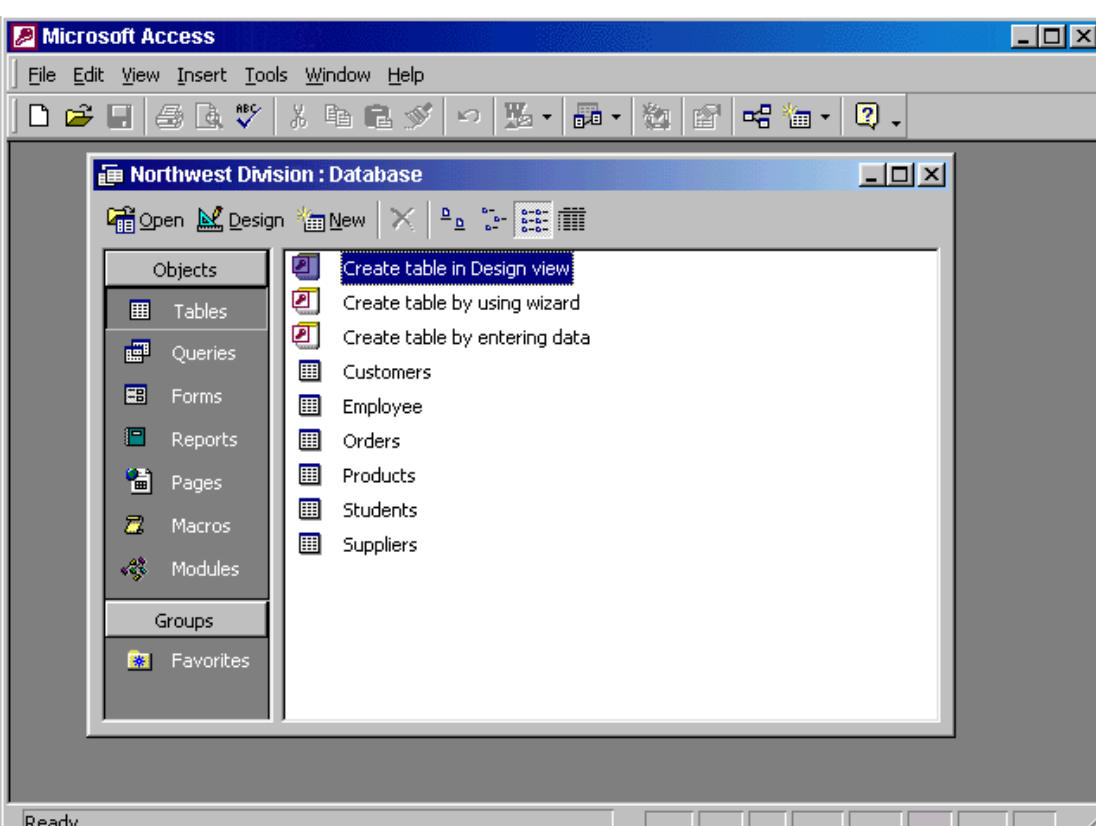 Microsoft Access
File Edit View Insert Tools Window Help
ABC
Northwest Division : Database
Open Design New
Objects
Tables
Queries
Forms
Reports
Pages
Macros
Modules
Groups
Favorites
Create table in Design view
Create table by using wizard
Create table by entering data
Customers
Employee
Orders
Products
Students
Suppliers
Ready